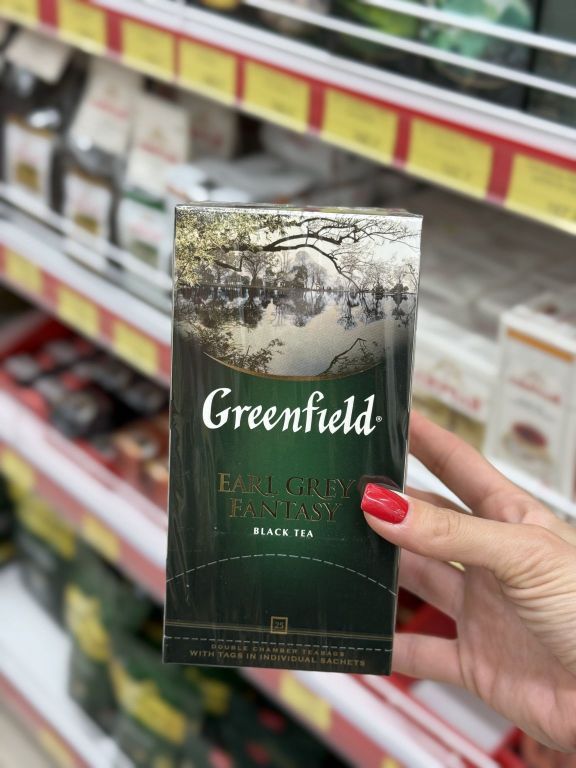 Greenfield®
EARL GREY
FANTASY
BLACK TEA
25
DOUBLE CHAMBER TEABAGS
WITH TAGS IN INDIVIDUAL SACHETS